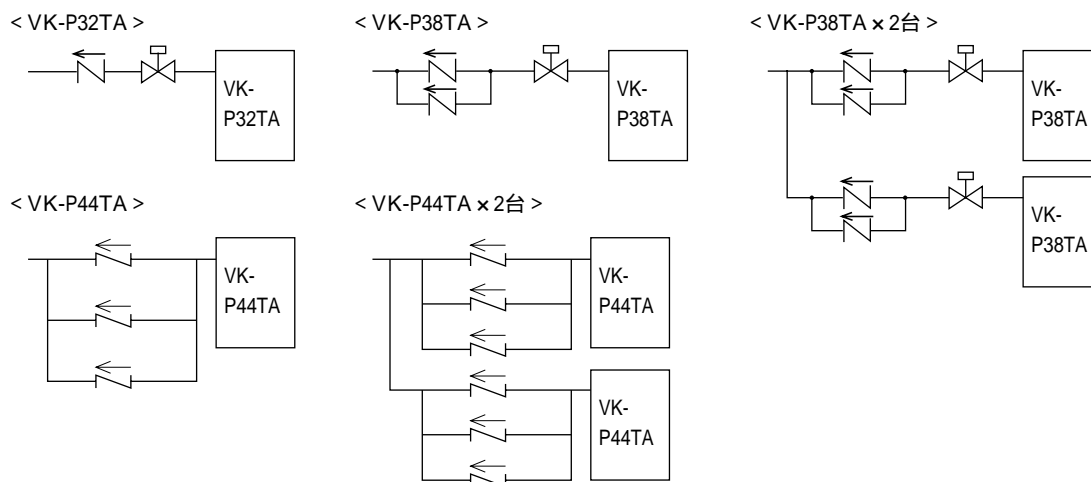 < VK-P32TA >
VK-
P32TA
< VK-P38TA >
VK-
P38TA
< VK-P38TA × 2台 >
VK-
P38TA
VK-
P38TA
< VK-P44TA >
VK-
P44TA
< VK-P44TA × 2台 >
VK-
P44TA
VK-
P44TA